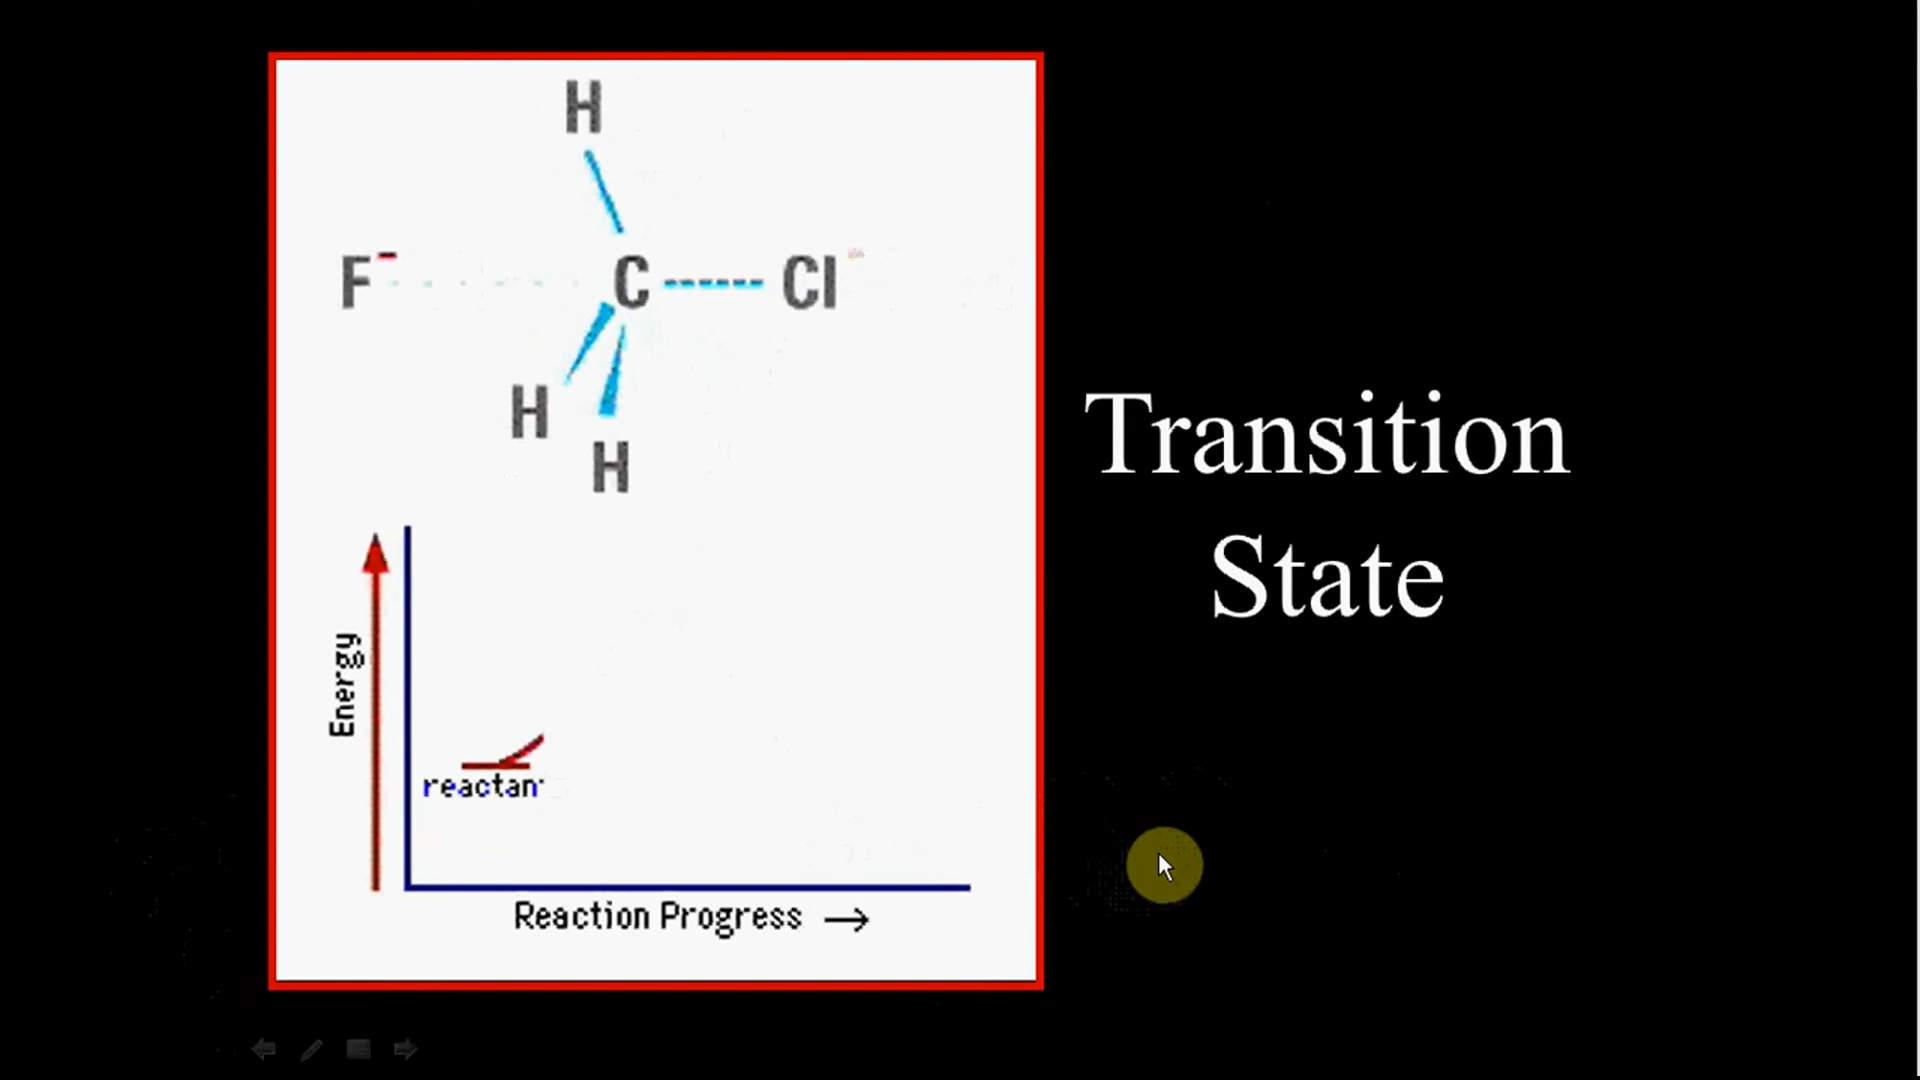 H
F⁻ C Cl⁻
H
H
Transition
State
Energy
reactan
Reaction Progress →